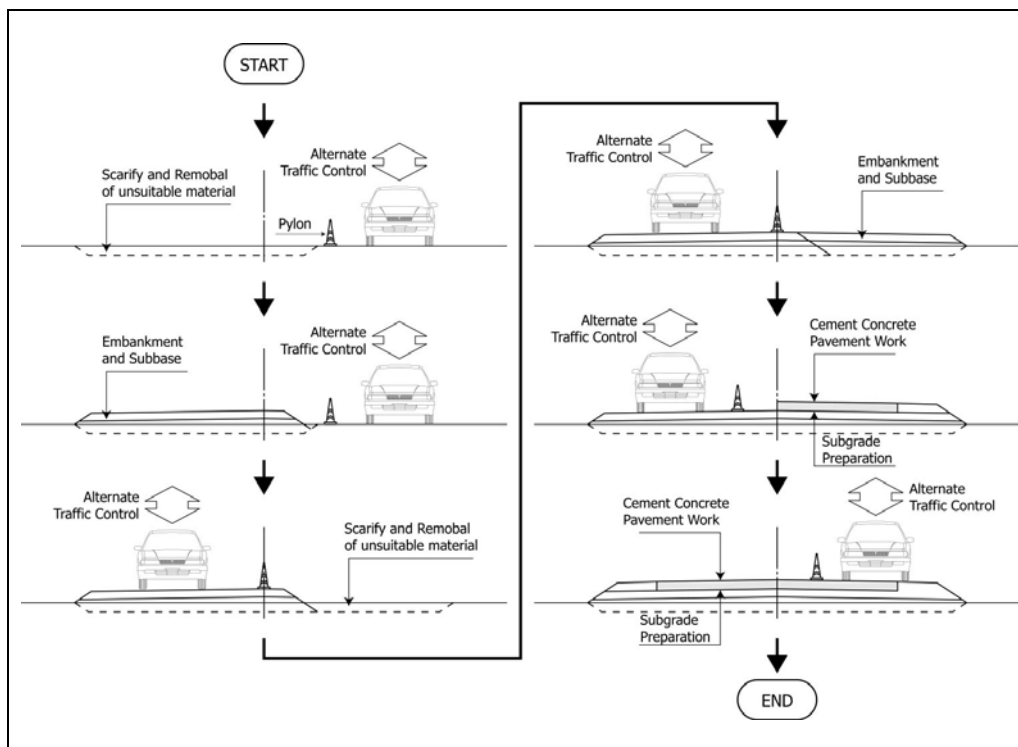 START
Scarify and Remobal
of unsuitable material
Alternate
Traffic Control
Pylon
Embankment
and Subbase
Alternate
Traffic Control
Alternate
Traffic Control
Scarify and Remobal
of unsuitable material
Alternate
Traffic Control
Embankment
and Subbase
Alternate
Traffic Control
Cement Concrete
Pavement Work
Subgrade
Preparation
Cement Concrete
Pavement Work
Alternate
Traffic Control
Subgrade
Preparation
END